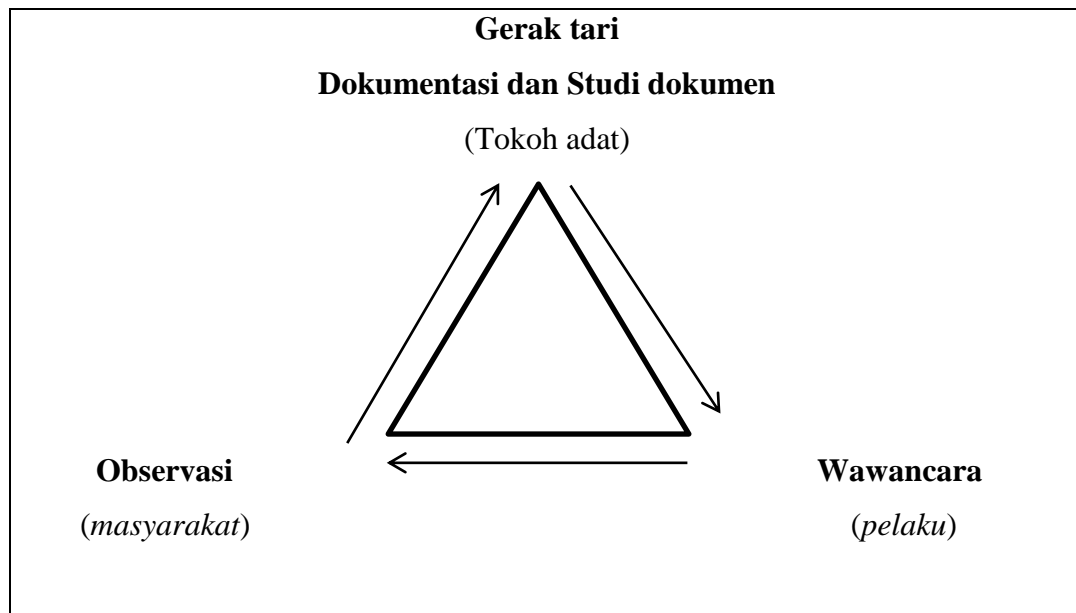 Gerak tari
Dokumentasi dan Studi dokumen
(Tokoh adat)
Observasi
(masyarakat)
Wawancara
(pelaku)